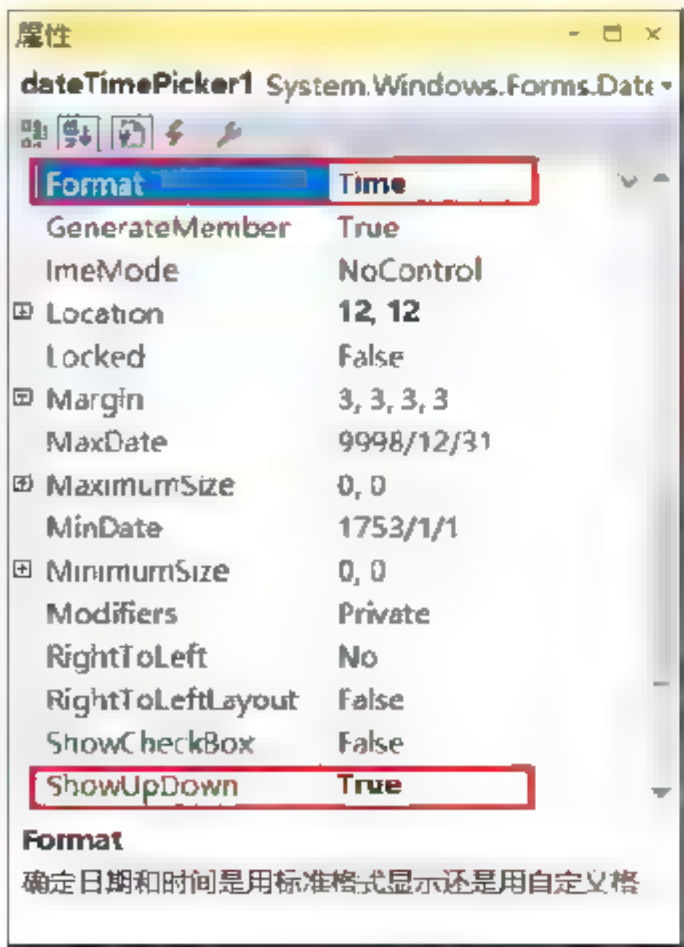 属性
dateTimePicker1 System.Windows.Forms.Date
Format Time
GenerateMember True
ImeMode NoControl
Location 12, 12
Locked False
Margin 3, 3, 3, 3
MaxDate 9998/12/31
MaximumSize 0, 0
MinDate 1753/1/1
MinimumSize 0, 0
Modifiers Private
RightToLeft No
RightToLeftLayout False
ShowCheckBox False
ShowUpDown True
Format
确定日期和时间是用标准格式显示还是用自定义格